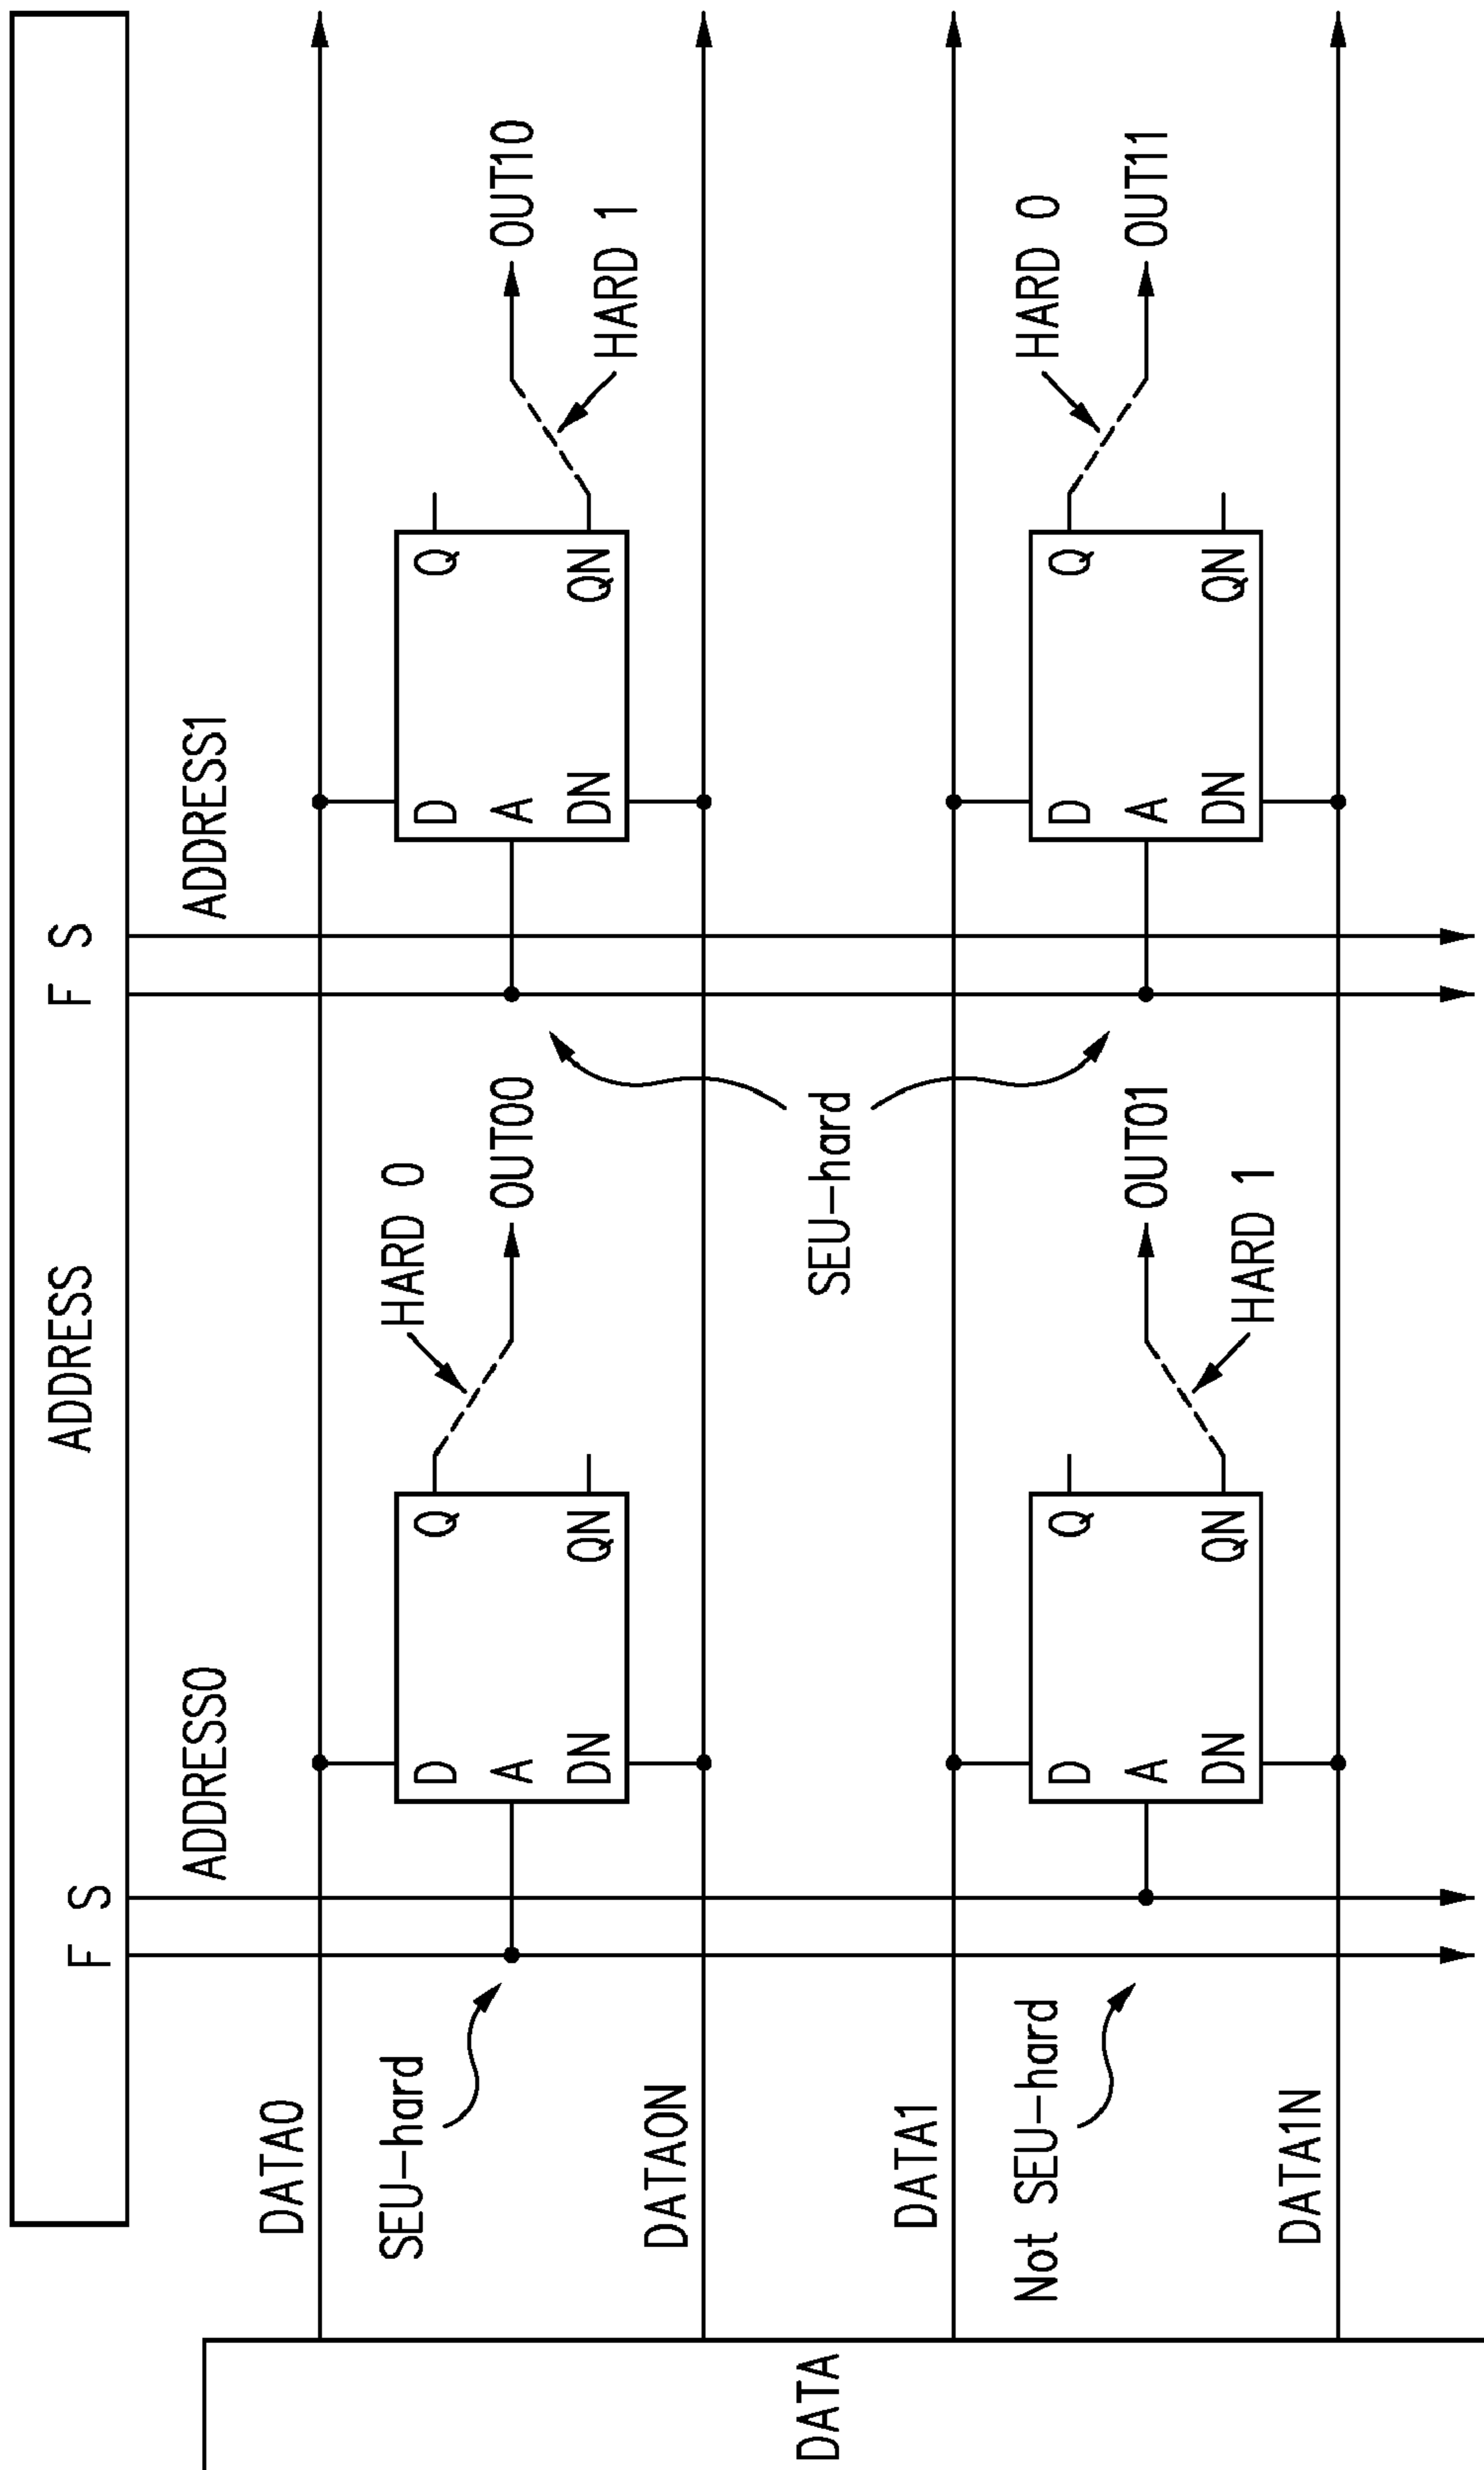 ADDRESS
F S
F S
ADDRESS0
ADDRESS1
DATA0
HARD 0
D
Q
Q
D
SEU-hard
A
OUT00
A
OUT10
DN
QN
DN
QN
HARD 1
DATA0N
SEU-hard
DATA
DATA1
HARD 0
Not SEU-hard
D
Q
D
Q
A
OUT01
A
OUT11
DN
QN
DN
QN
HARD 1
DATA1N